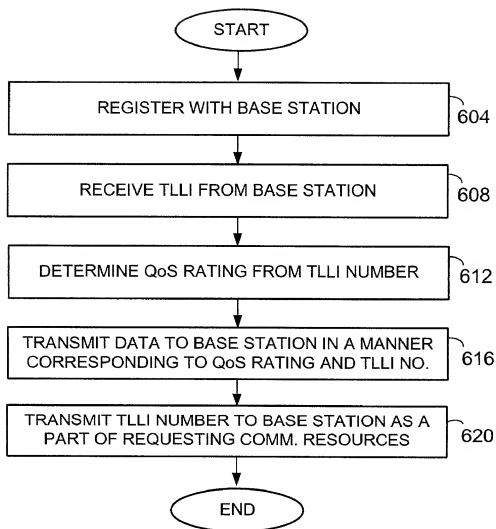 START
REGISTER WITH BASE STATION
604
RECEIVE TLLI FROM BASE STATION
608
DETERMINE QoS RATING FROM TLLI NUMBER
612
TRANSMIT DATA TO BASE STATION IN A MANNER
CORRESPONDING TO QoS RATING AND TLLI NO.
616
TRANSMIT TLLI NUMBER TO BASE STATION AS A
PART OF REQUESTING COMM. RESOURCES
620
END